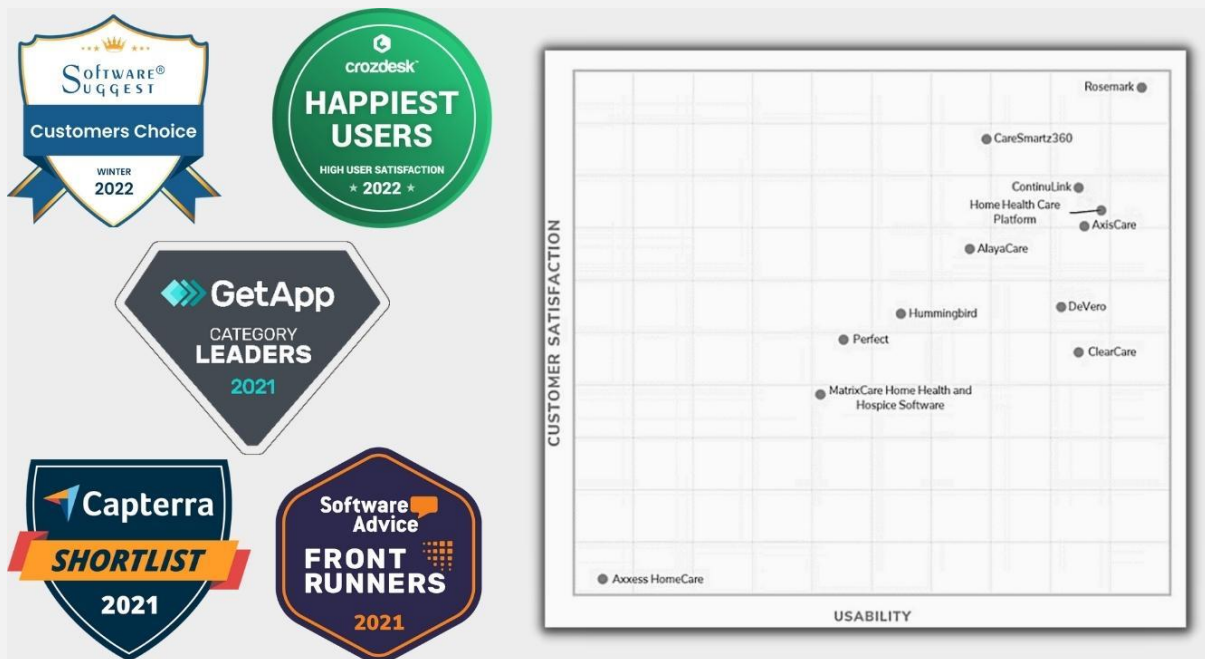 SOFTWARE®
SUGGEST
Customers Choice
WINTER
2022
crozdesk™
HAPPIEST
USERS
HIGH USER SATISFACTION
★ 2022 ★
GetApp
CATEGORY
LEADERS
2021
Capterra
SHORTLIST
2021
Software
Advice
FRONT
RUNNERS
2021
CUSTOMER SATISFACTION
Rosemark
CareSmartz360
ContinuLink
Home Health Care
Platform
AxisCare
AlayaCare
DeVero
Hummingbird
Perfect
ClearCare
MatrixCare Home Health and
Hospice Software
Axxess HomeCare
USABILITY